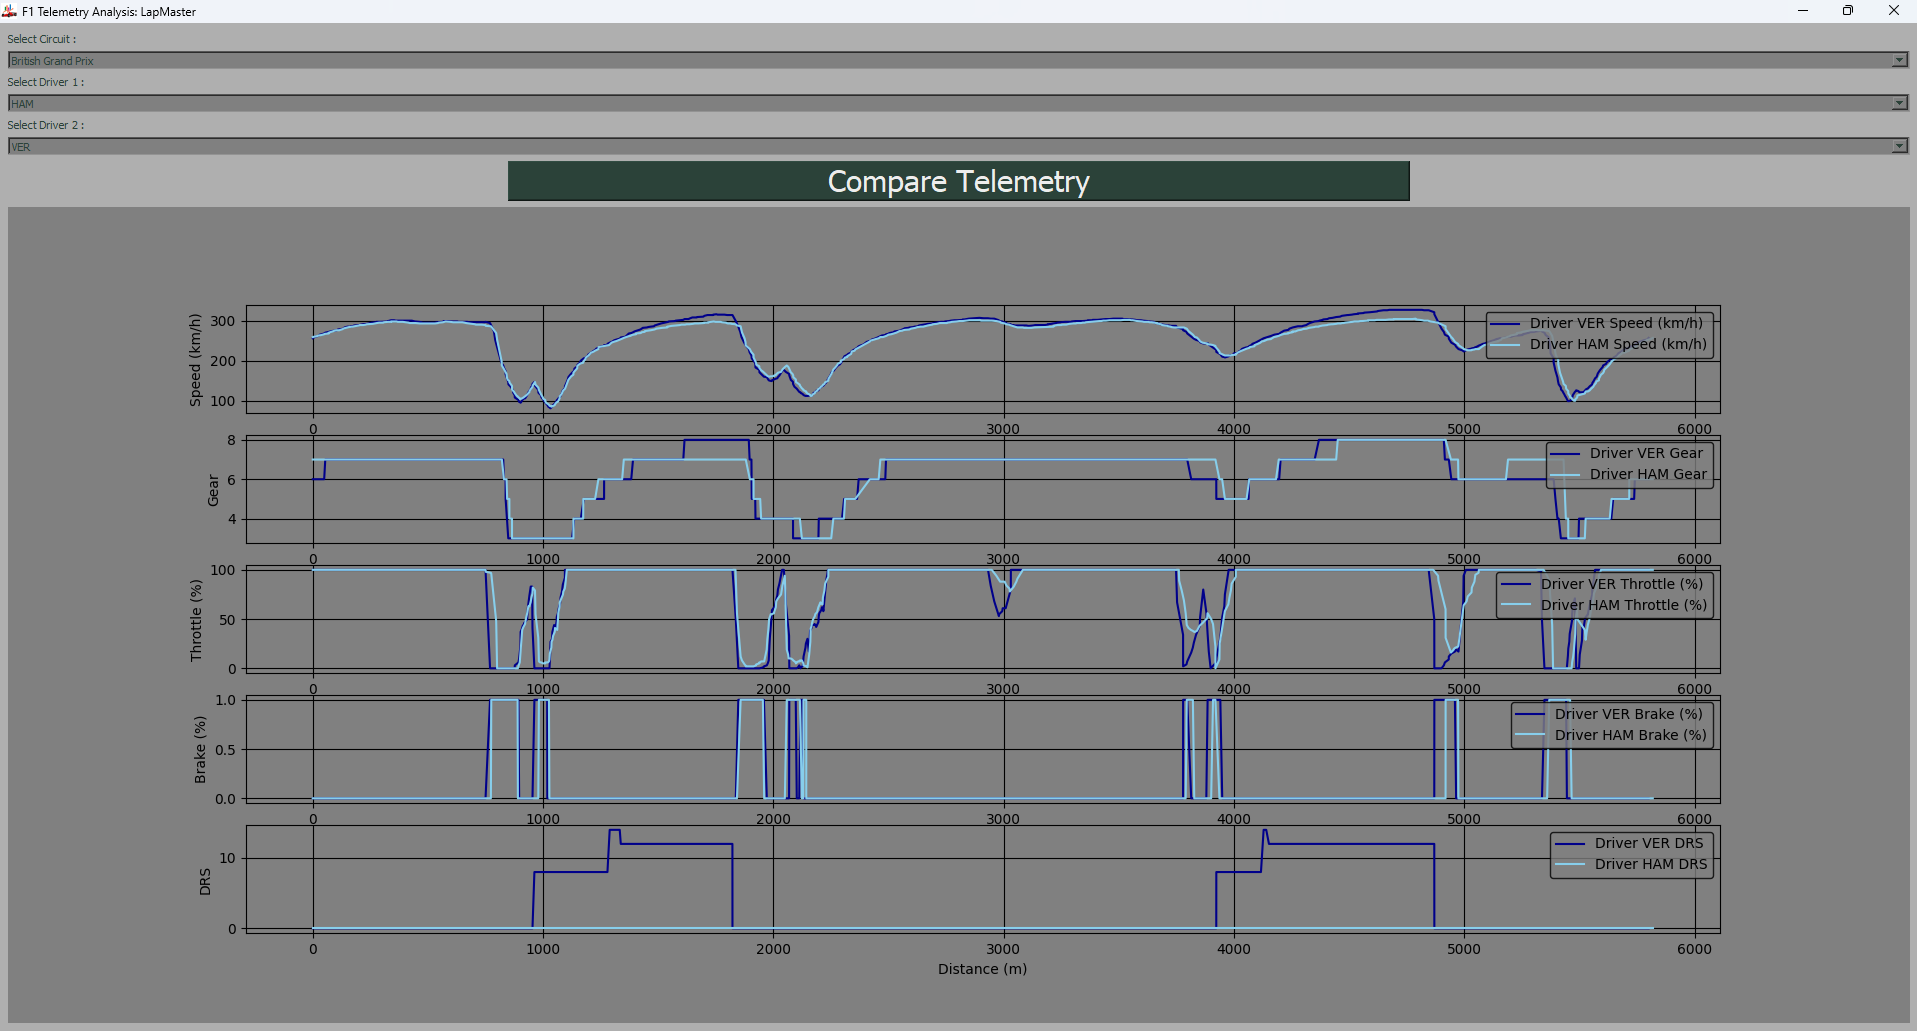 F1 Telemetry Analysis: LapMaster
Select Circuit :
British Grand Prix
Select Driver 1 :
HAM
Select Driver 2 :
VER
Compare Telemetry
Speed (km/h)
300
200
100
Driver VER Speed (km/h)
Driver HAM Speed (km/h)
0 1000 2000 3000 4000 5000 6000
Gear
8
6
4
Driver VER Gear
Driver HAM Gear
0 1000 2000 3000 4000 5000 6000
Throttle (%)
100
50
0
Driver VER Throttle (%)
Driver HAM Throttle (%)
0 1000 2000 3000 4000 5000 6000
Brake (%)
1.0
0.5
0.0
Driver VER Brake (%)
Driver HAM Brake (%)
0 1000 2000 3000 4000 5000 6000
DRS
10
0
Driver VER DRS
Driver HAM DRS
0 1000 2000 3000 4000 5000 6000
Distance (m)